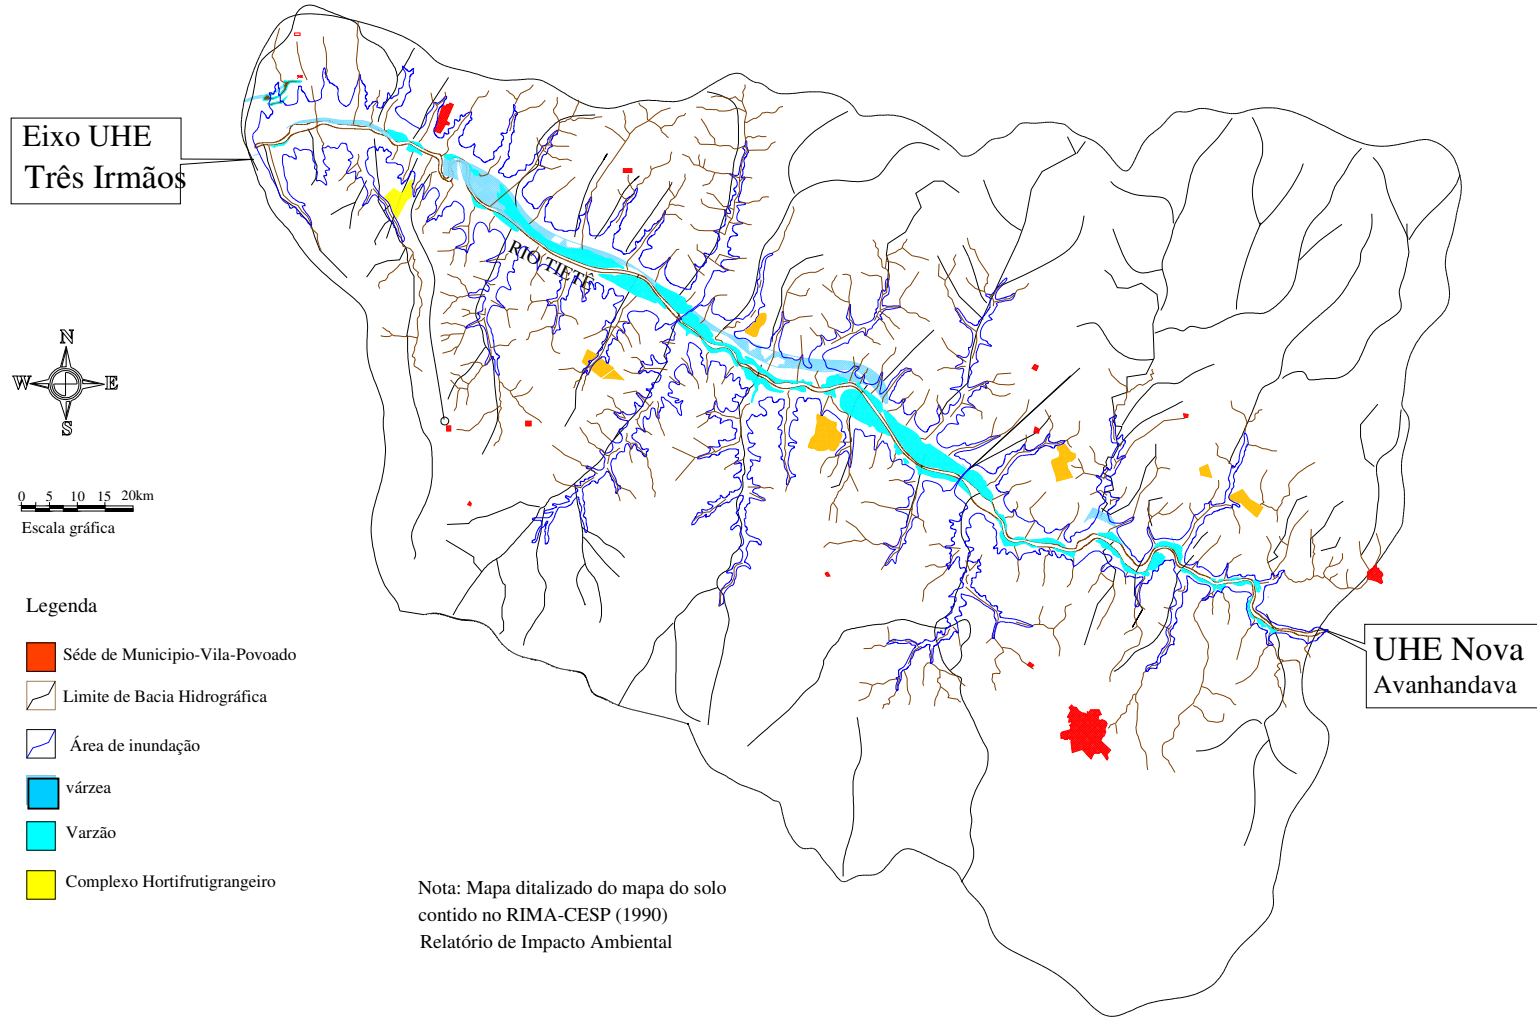 Eixo UHE
Três Irmãos
RIO TIETÊ
N
W
E
S
0 5 10 15 20km
Escala gráfica
Legenda
Séde de Municipio-Vila-Povoado
Limite de Bacia Hidrográfica
Área de inundação
várzea
Varzão
Complexo Hortifrutigrangeiro
Nota: Mapa ditalizado do mapa do solo
contido no RIMA-CESP (1990)
Relatório de Impacto Ambiental
UHE Nova
Avanhandava